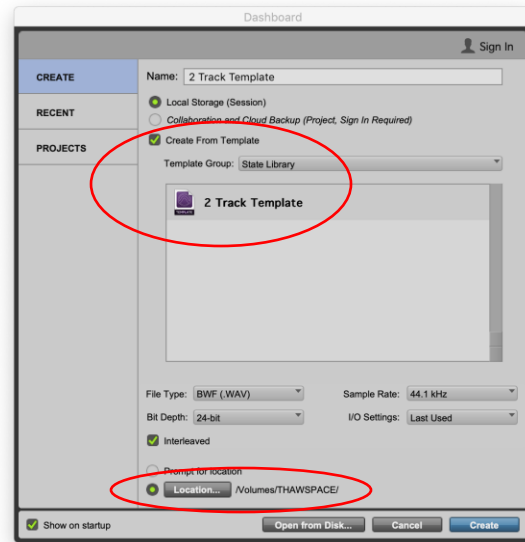 Dashboard
Sign In
CREATE
RECENT
PROJECTS
Name: 2 Track Template
Local Storage (Session)
Collaboration and Cloud Backup (Project, Sign In Required)
Create From Template
Template Group: State Library
TEMPLATE
2 Track Template
File Type: BWF (.WAV)
Sample Rate: 44.1 kHz
Bit Depth: 24-bit
I/O Settings: Last Used
Interleaved
Prompt for location
Location... /Volumes/THAWSPACE/
Show on startup
Open from Disk...
Cancel
Create